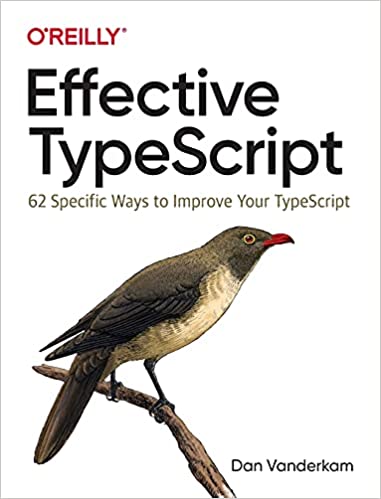 O'REILLY®
Effective
TypeScript
62 Specific Ways to Improve Your TypeScript
Dan Vanderkam